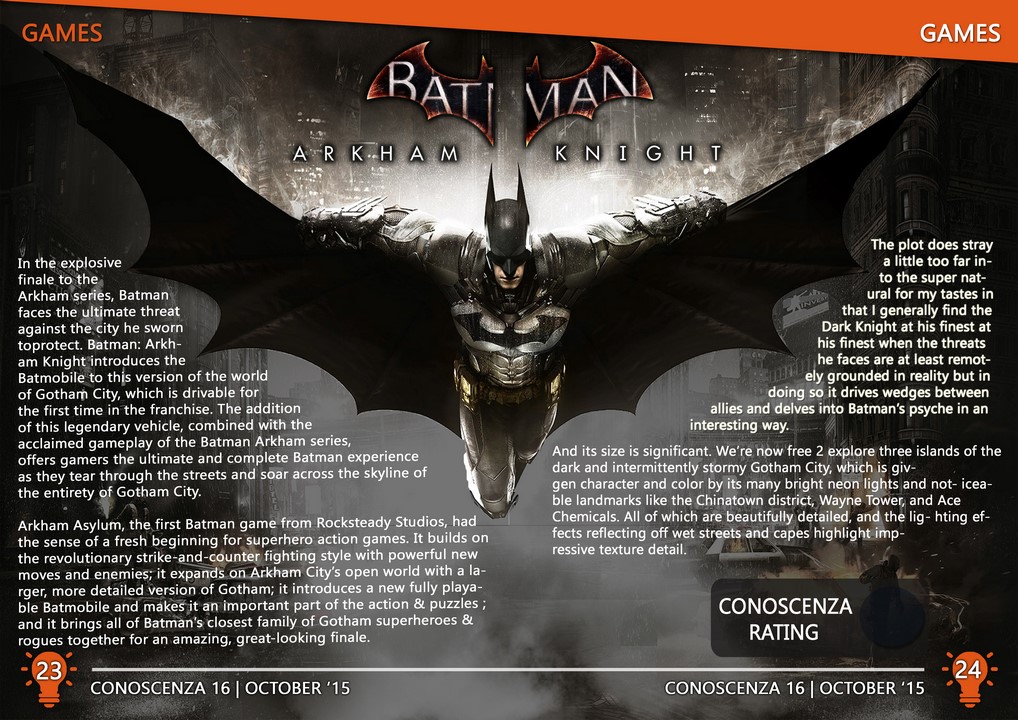 GAMES
GAMES
BATMAN
ARKHAM KNIGHT
In the explosive
finale to the
Arkham series, Batman
faces the ultimate threat
against the city he sworn
toprotect. Batman: Arkh-
am Knight introduces the
Batmobile to this version of the world
of Gotham City, which is drivable for
the first time in the franchise. The addition
of this legendary vehicle, combined with the
acclaimed gameplay of the Batman Arkham series,
offers gamers the ultimate and complete Batman experience
as they tear through the streets and soar across the skyline of
the entirety of Gotham City.
Arkham Asylum, the first Batman game from Rocksteady Studios, had
the sense of a fresh beginning for superhero action games. It builds on
the revolutionary strike-and-counter fighting style with powerful new
moves and enemies; it expands on Arkham City's open world with a la-
rger, more detailed version of Gotham; it introduces a new fully playa-
ble Batmobile and makes it an important part of the action & puzzles ;
and it brings all of Batman's closest family of Gotham superheroes &
rogues together for an amazing, great-looking finale.
The plot does stray
a little too far in-
to the super nat-
ural for my tastes in
that I generally find the
Dark Knight at his finest at
his finest when the threats
he faces are at least remot-
ely grounded in reality but in
doing so it drives wedges between
allies and delves into Batman's psyche in an
interesting way.
And its size is significant. We're now free 2 explore three islands of the
dark and intermittently stormy Gotham City, which is giv-
gen character and color by its many bright neon lights and not- icea-
ble landmarks like the Chinatown district, Wayne Tower, and Ace
Chemicals. All of which are beautifully detailed, and the lig- hting ef-
fects reflecting off wet streets and capes highlight imp-
ressive texture detail.
CONOSCENZA
RATING
23
CONOSCENZA 16 | OCTOBER '15
CONOSCENZA 16 | OCTOBER '15
24